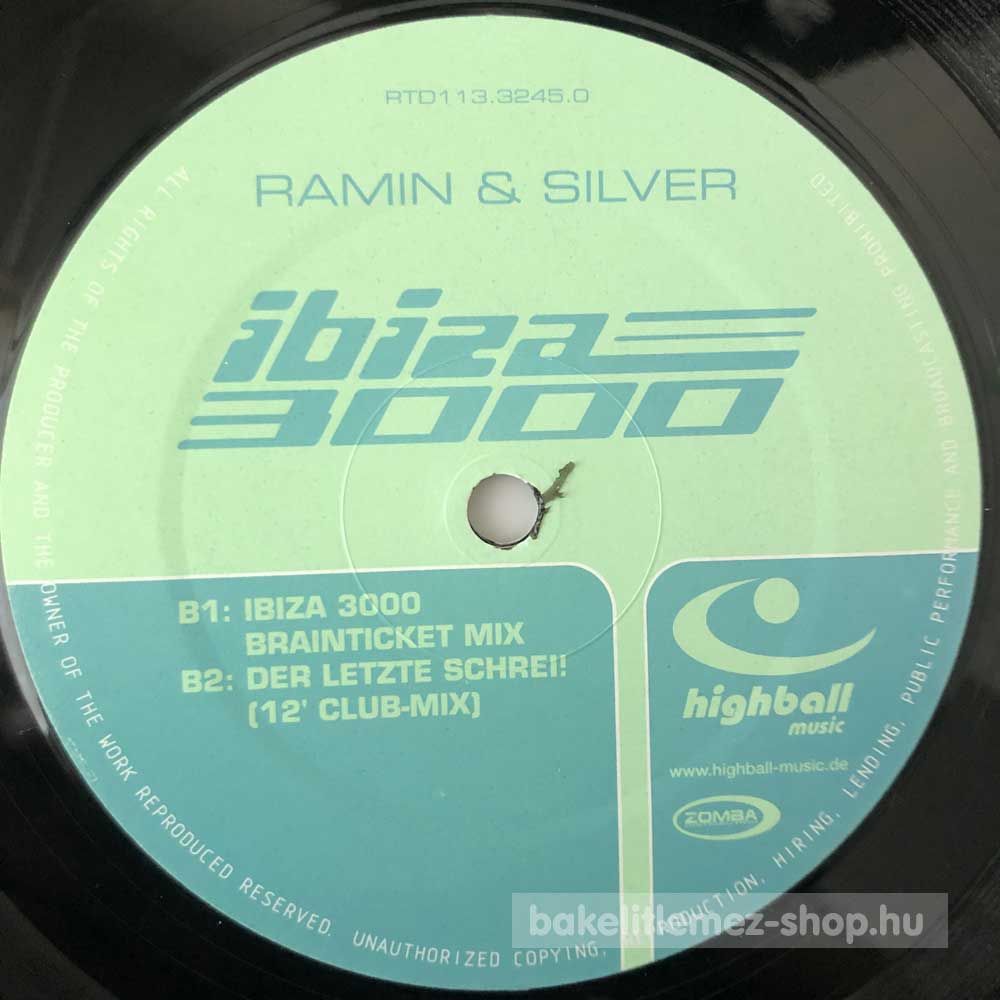 RTD113.3245.0
RAMIN & SILVER
ibiza
3000
B1: IBIZA 3000
BRAINTICKET MIX
B2: DER LETZTE SCHREI!
(12' CLUB-MIX)
highball
music
www.highball-music.de
ZOMBA
ALL RIGHTS OF THE PRODUCER AND THE OWNER OF THE WORK REPRODUCED RESERVED. UNAUTHORIZED COPYING, HIRING, LENDING, PUBLIC PERFORMANCE AND BROADCASTING PROHIBITED
bakelitlemez-shop.hu